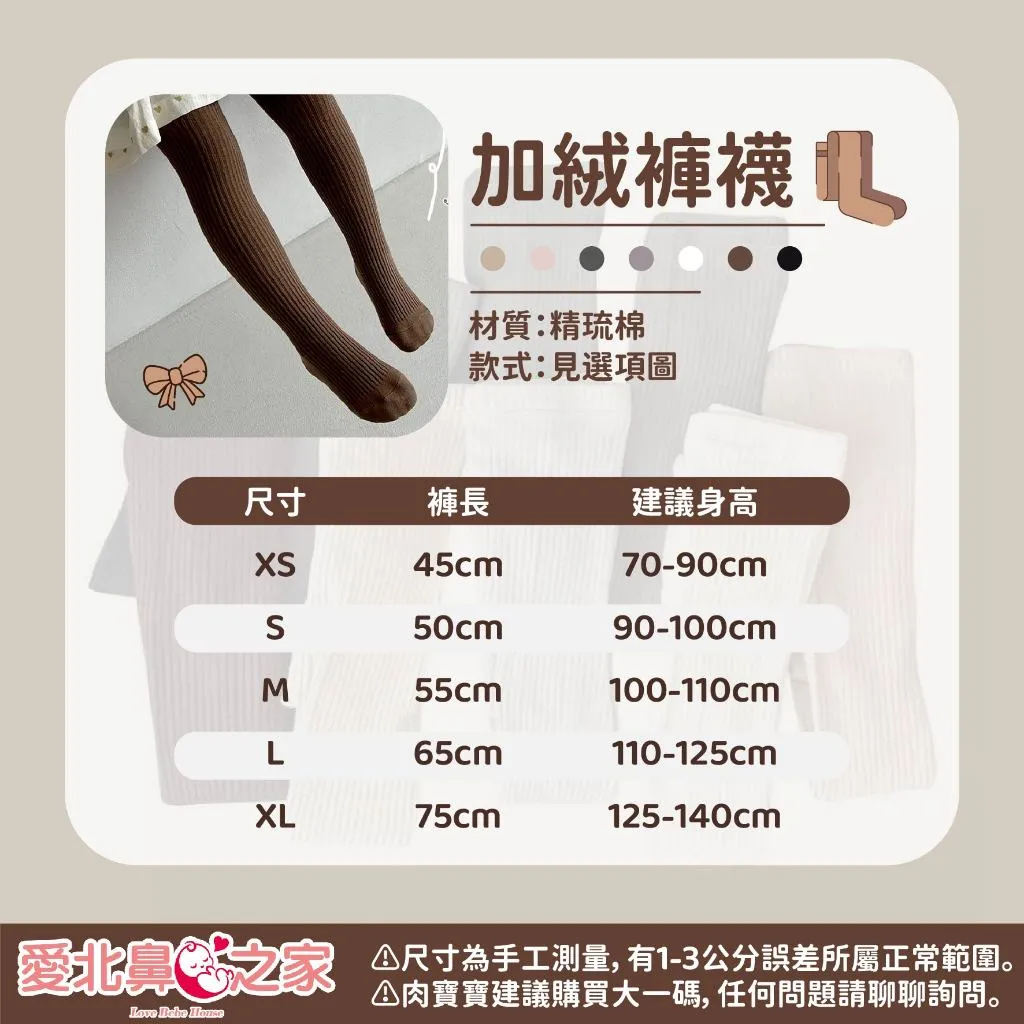 加絨褲襪
材質：精琉棉
款式：見選項圖
尺寸 褲長 建議身高
XS 45cm 70-90cm
S 50cm 90-100cm
M 55cm 100-110cm
L 65cm 110-125cm
XL 75cm 125-140cm
愛北鼻之家
Love Bebe House
⚠尺寸為手工測量, 有1-3公分誤差所屬正常範圍。
⚠肉寶寶建議購買大一碼, 任何問題請聊聊詢問。